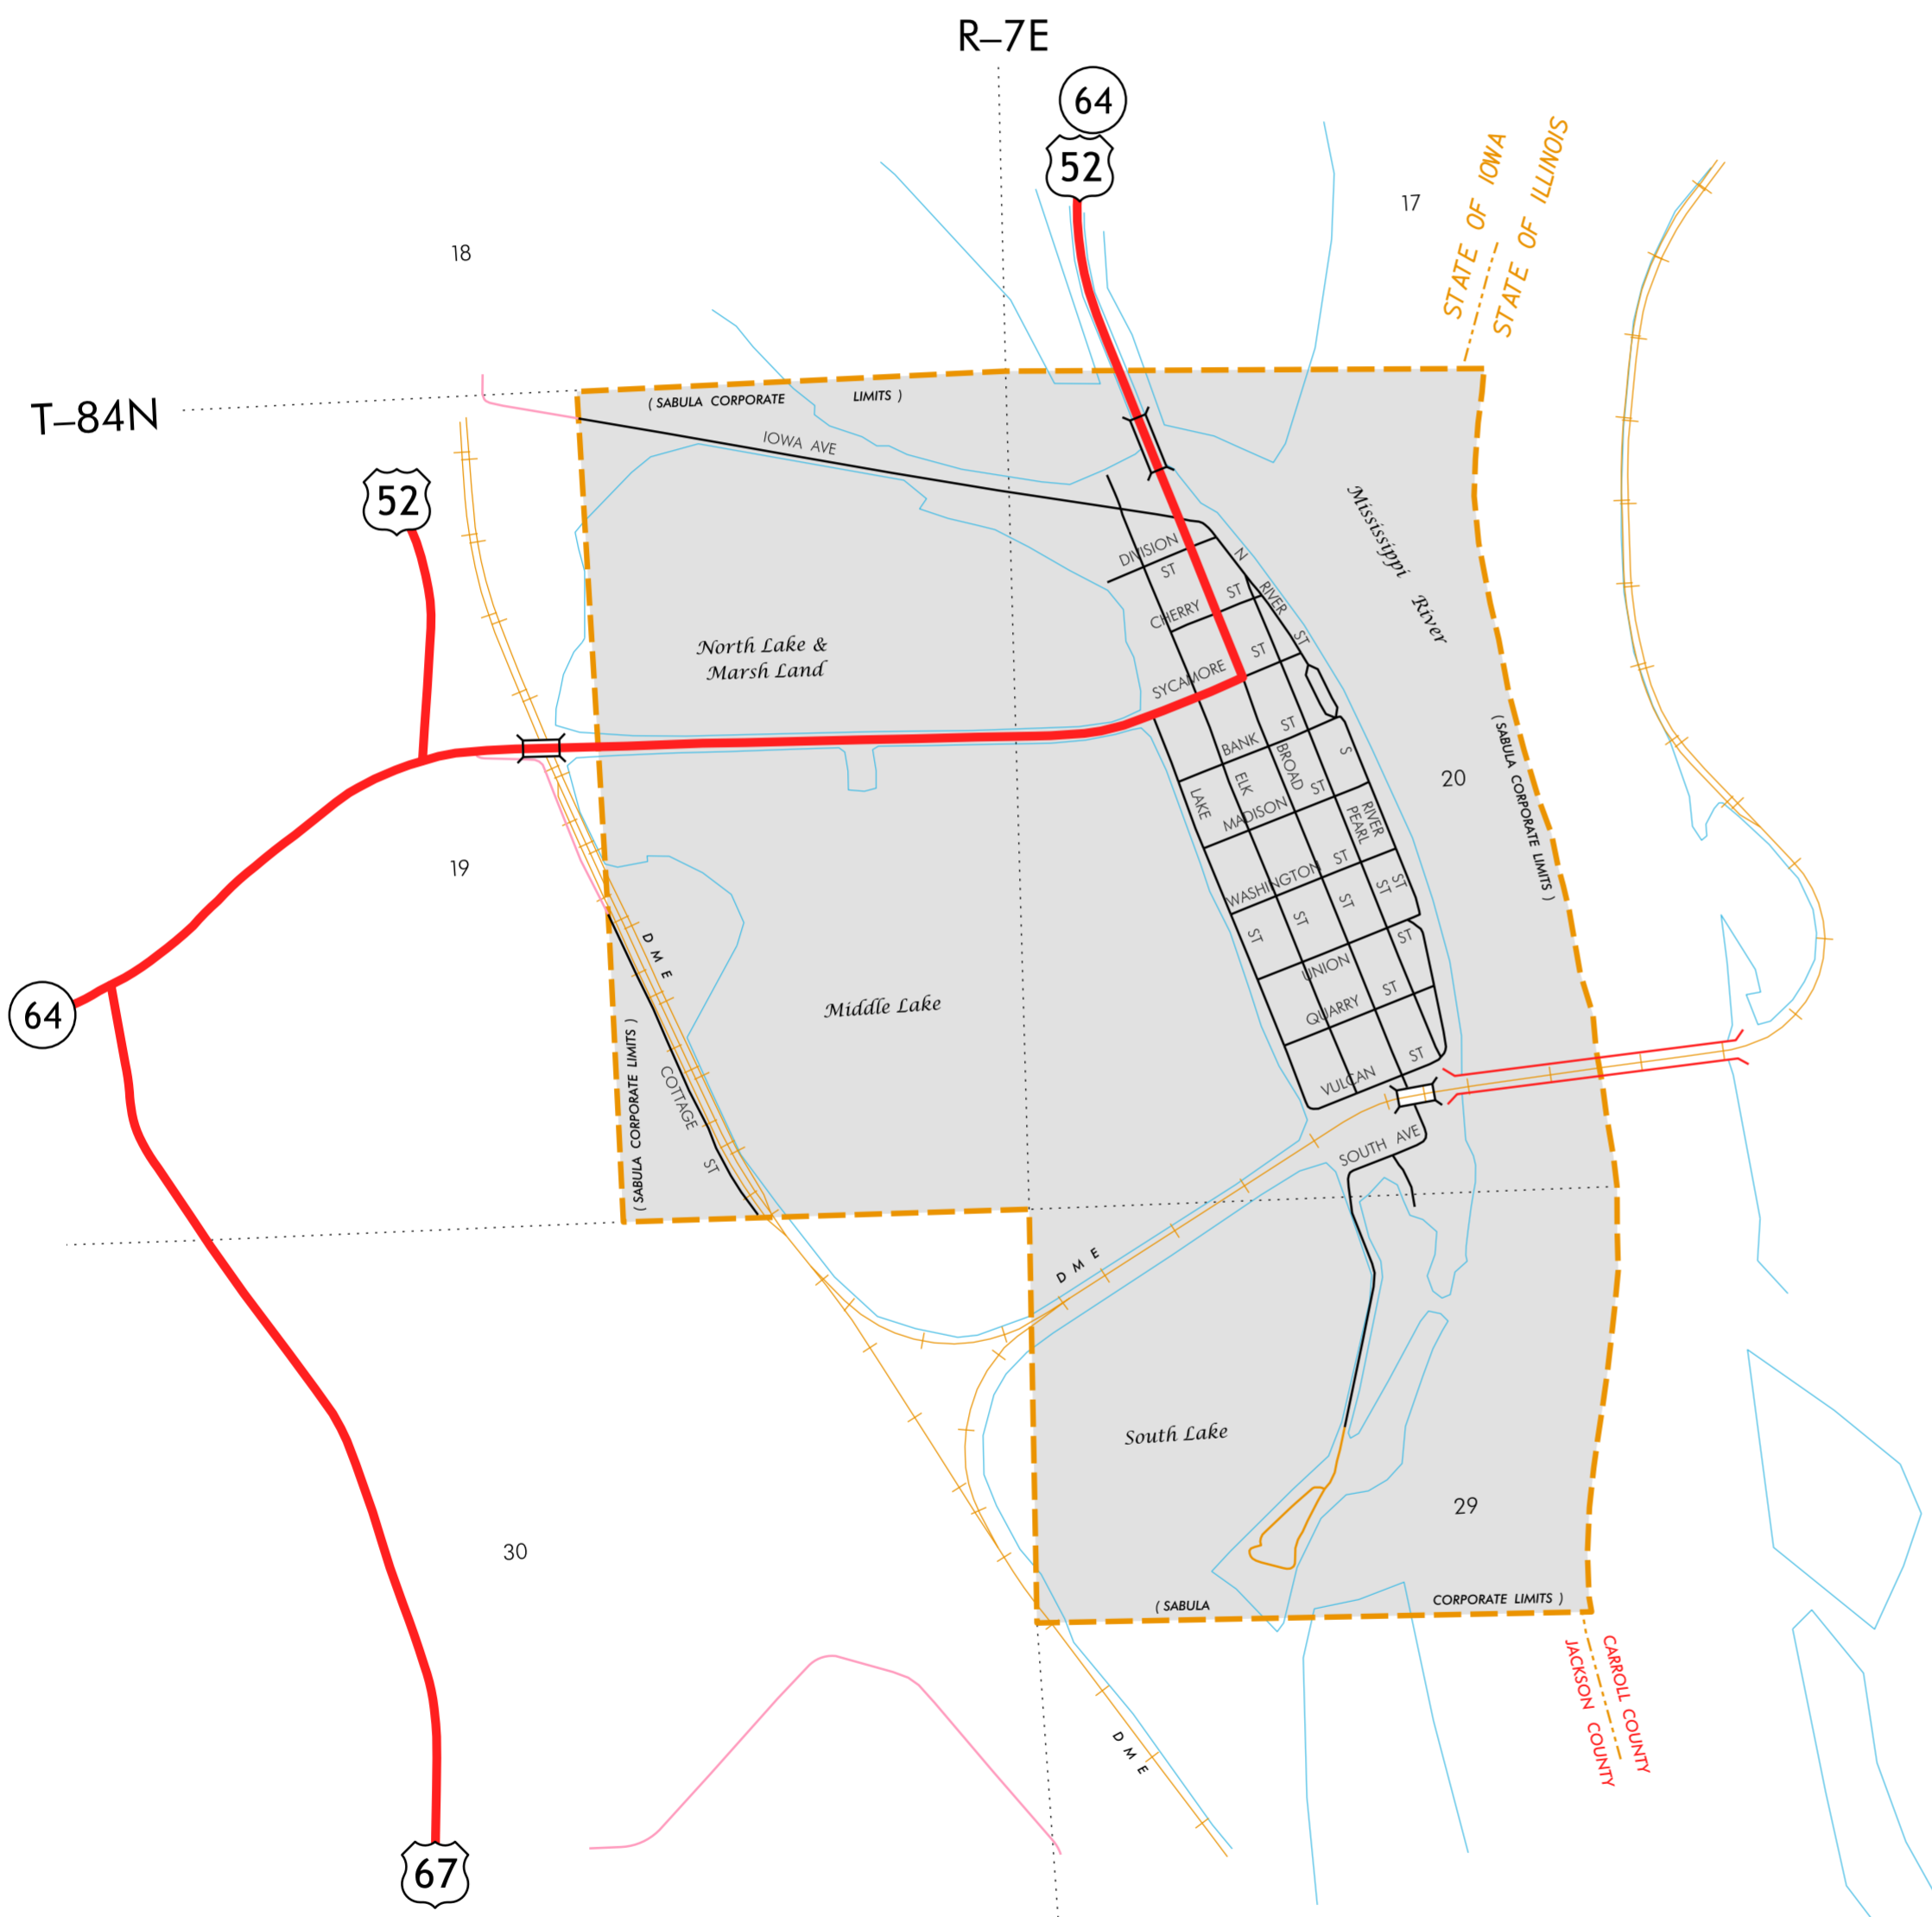 R–7E
64
52
17
STATE OF IOWA
STATE OF ILLINOIS
18
T–84N
( SABULA CORPORATE LIMITS )
IOWA AVE
52
Mississippi River
DIVISION ST
N RIVER ST
CHERRY ST
North Lake &
Marsh Land
SYCAMORE ST
BANK ST
S RIVER ST
20
( SABULA CORPORATE LIMITS )
LAKE ST
ELK ST
BROAD ST
PEARL ST
MADISON ST
19
WASHINGTON ST
D M E
UNION ST
Middle Lake
QUARRY ST
64
( SABULA CORPORATE LIMITS )
COTTAGE ST
VULCAN ST
SOUTH AVE
D M E
South Lake
29
30
( SABULA CORPORATE LIMITS )
JACKSON COUNTY
CARROLL COUNTY
D M E
67